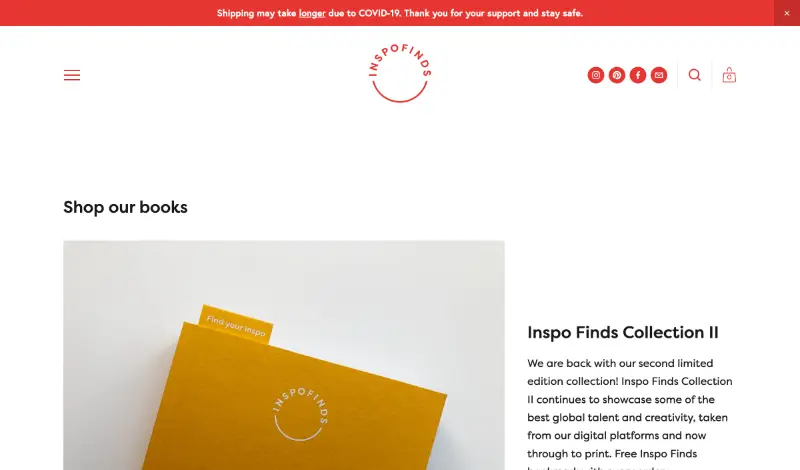 Shipping may take longer due to COVID-19. Thank you for your support and stay safe.
INSPOFINDS
0
Shop our books
Find your Inspo
INSPOFINDS
Inspo Finds Collection II
We are back with our second limited
edition collection! Inspo Finds Collection
II continues to showcase some of the
best global talent and creativity, taken
from our digital platforms and now
through to print. Free Inspo Finds